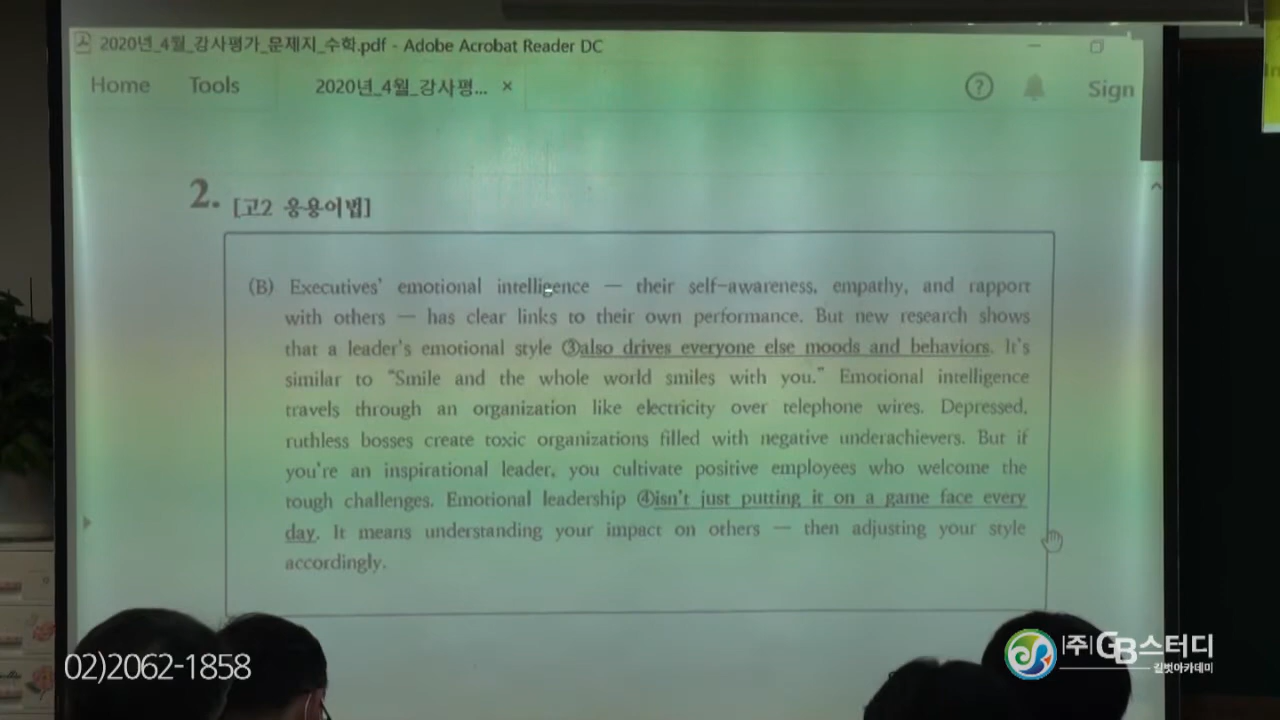 2020년_4월_감사평가_문제지_수학.pdf - Adobe Acrobat Reader DC
Home Tools 2020년_4월_감사평... × ? Sign
2. [고2 응용어법]
(B) Executives' emotional intelligence — their self-awareness, empathy, and rapport
with others — has clear links to their own performance. But new research shows
that a leader's emotional style ③also drives everyone else moods and behaviors. It's
similar to "Smile and the whole world smiles with you." Emotional intelligence
travels through an organization like electricity over telephone wires. Depressed,
ruthless bosses create toxic organizations filled with negative underachievers. But if
you're an inspirational leader, you cultivate positive employees who welcome the
tough challenges. Emotional leadership ④isn't just putting it on a game face every
day. It means understanding your impact on others — then adjusting your style
accordingly.
02)2062-1858
(주)GB스터디
길벗아카데미